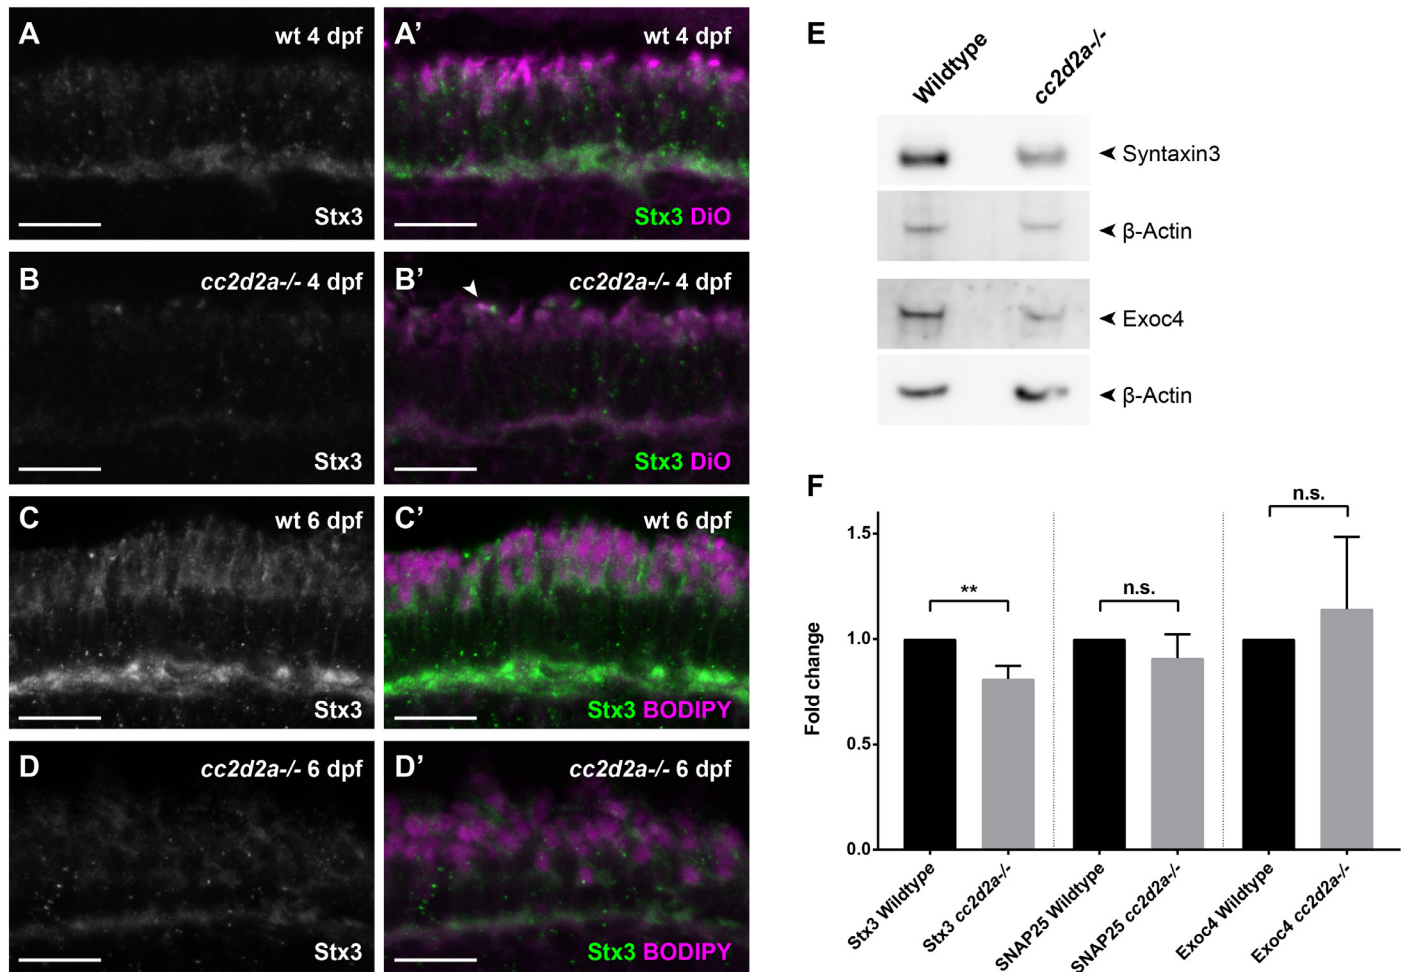 A
wt 4 dpf
Stx3
A’
wt 4 dpf
Stx3 DiO
B
cc2d2a-/- 4 dpf
Stx3
B’
cc2d2a-/- 4 dpf
Stx3 DiO
C
wt 6 dpf
Stx3
C’
wt 6 dpf
Stx3 BODIPY
D
cc2d2a-/- 6 dpf
Stx3
D’
cc2d2a-/- 6 dpf
Stx3 BODIPY
E
Wildtype
cc2d2a-/-
Syntaxin3
β-Actin
Exoc4
β-Actin
F
Fold change
1.5
1.0
0.5
0.0
**
n.s.
n.s.
Stx3 Wildtype
Stx3 cc2d2a-/-
SNAP25 Wildtype
SNAP25 cc2d2a-/-
Exoc4 Wildtype
Exoc4 cc2d2a-/-